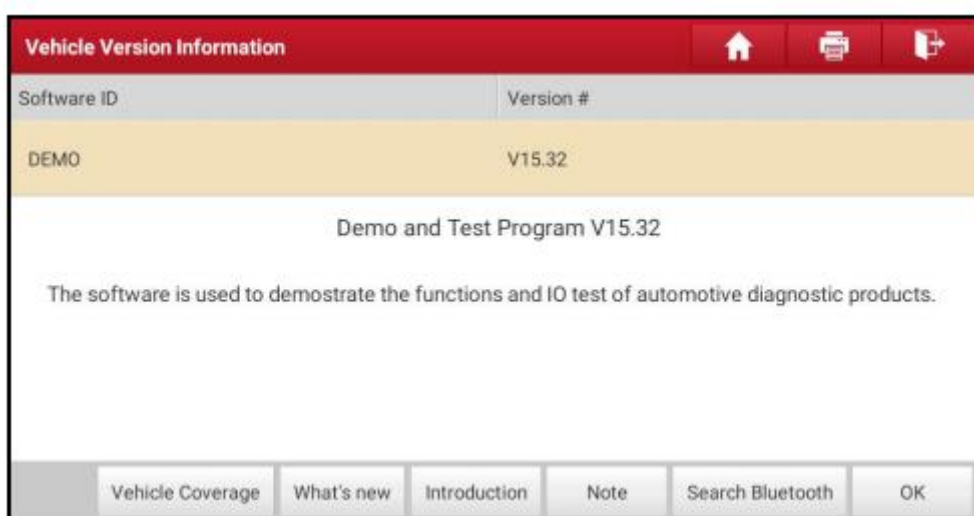 Vehicle Version Information
Software ID Version #
DEMO V15.32
Demo and Test Program V15.32
The software is used to demostrate the functions and IO test of automotive diagnostic products.
Vehicle Coverage What's new Introduction Note Search Bluetooth OK